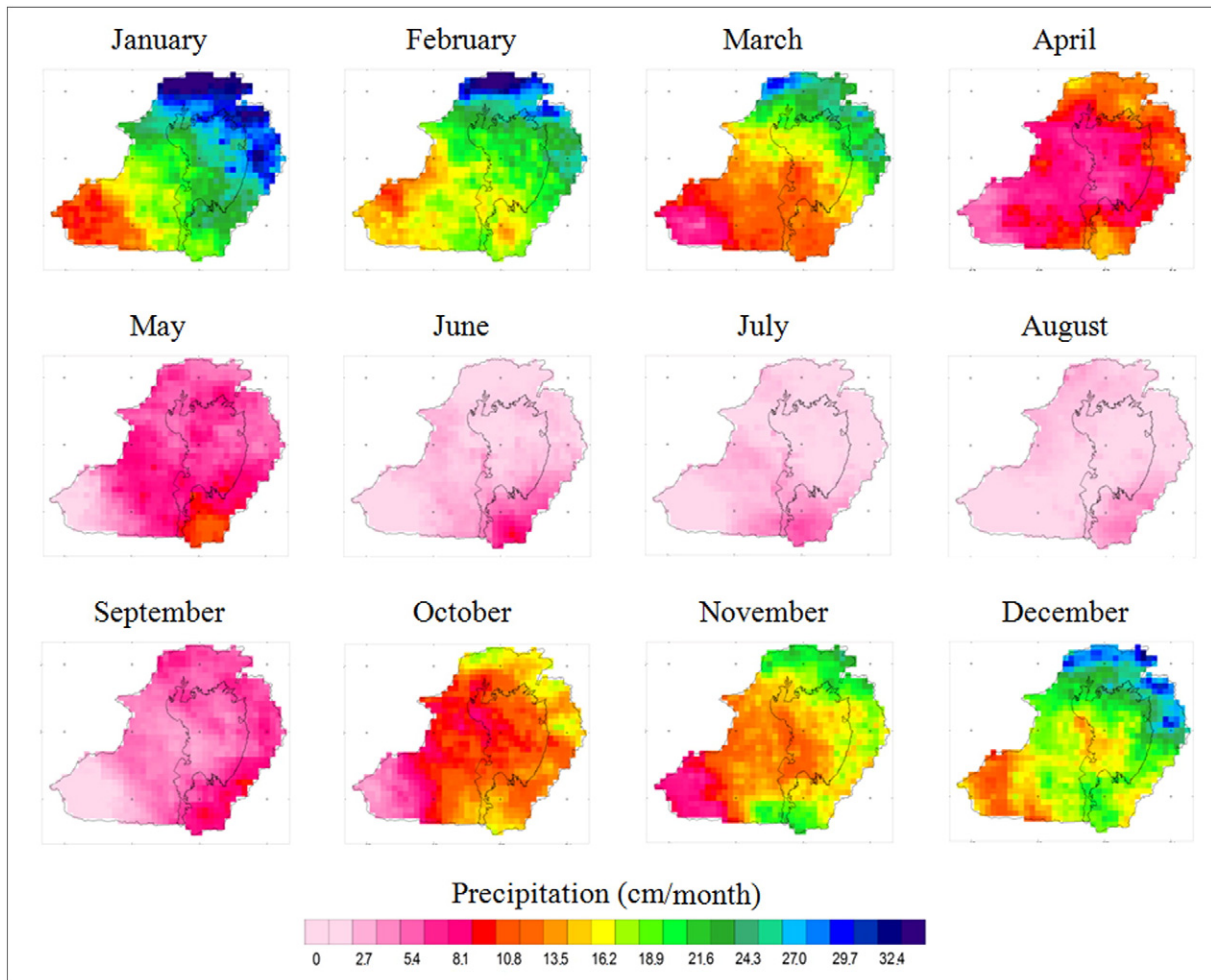 January February March April
May June July August
September October November December
Precipitation (cm/month)
0 2.7 5.4 8.1 10.8 13.5 16.2 18.9 21.6 24.3 27.0 29.7 32.4